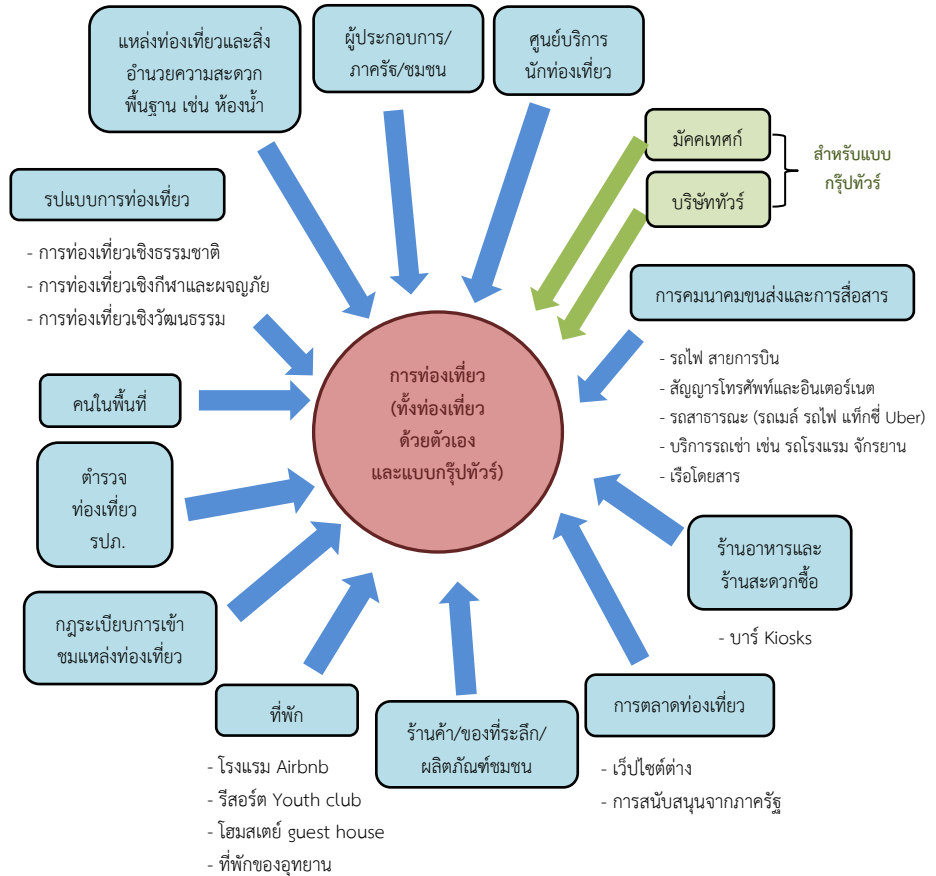 แหล่งท่องเที่ยวและสิ่ง
อำนวยความสะดวก
พื้นฐาน เช่น ห้องน้ำ
ผู้ประกอบการ/
ภาครัฐ/ชุมชน
ศูนย์บริการ
นักท่องเที่ยว
มัคคเทศก์
บริษัททัวร์
สำหรับแบบ
กรุ๊ปทัวร์
รปแบบการท่องเที่ยว
- การท่องเที่ยวเชิงธรรมชาติ
- การท่องเที่ยวเชิงกีฬาและผจญภัย
- การท่องเที่ยวเชิงวัฒนธรรม
การคมนาคมขนส่งและการสื่อสาร
- รถไฟ สายการบิน
- สัญญารโทรศัพท์และอินเตอร์เนต
- รถสาธารณะ (รถเมล์ รถไฟ แท็กซี่ Uber)
- บริการรถเช่า เช่น รถโรงแรม จักรยาน
- เรือโดยสาร
การท่องเที่ยว
(ทั้งท่องเที่ยว
ด้วยตัวเอง
และแบบกรุ๊ปทัวร์)
คนในพื้นที่
ตำรวจ
ท่องเที่ยว
รปภ.
กฎระเบียบการเข้า
ชมแหล่งท่องเที่ยว
ร้านอาหารและ
ร้านสะดวกซื้อ
- บาร์ Kiosks
ที่พัก
- โรงแรม Airbnb
- รีสอร์ต Youth club
- โฮมสเตย์ guest house
- ที่พักของอุทยาน
ร้านค้า/ของที่ระลึก/
ผลิตภัณฑ์ชมชน
การตลาดท่องเที่ยว
- เว็ปไซต์ต่าง
- การสนับสนุนจากภาครัฐ